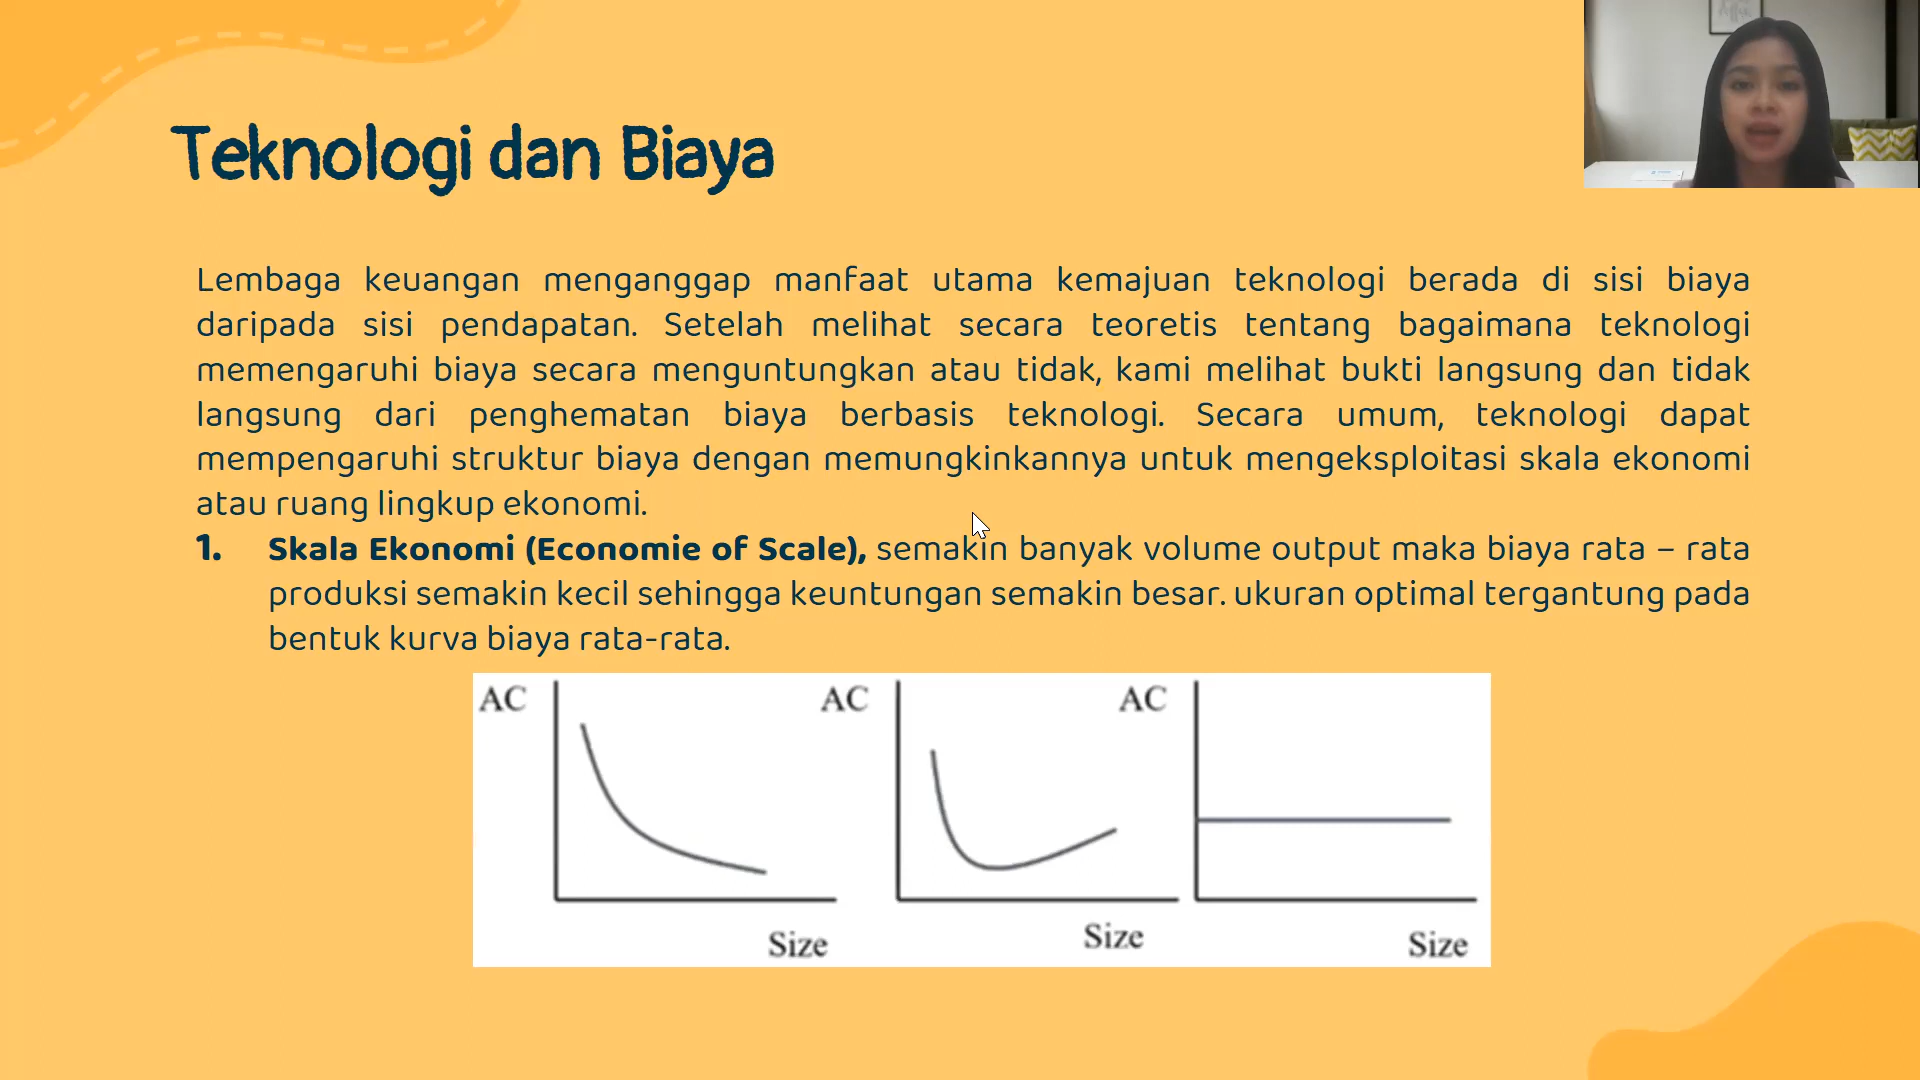 Teknologi dan Biaya
Lembaga keuangan menganggap manfaat utama kemajuan teknologi berada di sisi biaya
daripada sisi pendapatan. Setelah melihat secara teoretis tentang bagaimana teknologi
memengaruhi biaya secara menguntungkan atau tidak, kami melihat bukti langsung dan tidak
langsung dari penghematan biaya berbasis teknologi. Secara umum, teknologi dapat
mempengaruhi struktur biaya dengan memungkinkannya untuk mengeksploitasi skala ekonomi
atau ruang lingkup ekonomi.
1. Skala Ekonomi (Economie of Scale), semakin banyak volume output maka biaya rata – rata
produksi semakin kecil sehingga keuntungan semakin besar. ukuran optimal tergantung pada
bentuk kurva biaya rata-rata.
AC AC AC
Size Size Size